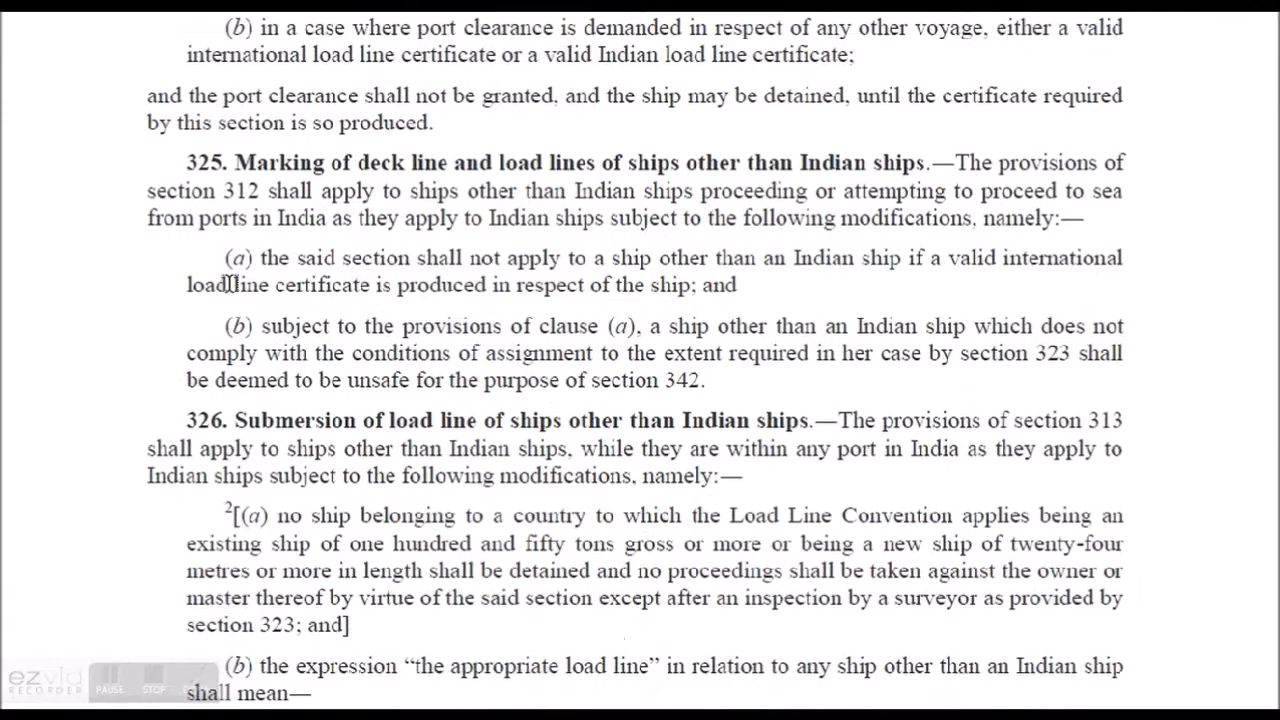 (b) in a case where port clearance is demanded in respect of any other voyage, either a valid
international load line certificate or a valid Indian load line certificate;
and the port clearance shall not be granted, and the ship may be detained, until the certificate required
by this section is so produced.
325. Marking of deck line and load lines of ships other than Indian ships.—The provisions of
section 312 shall apply to ships other than Indian ships proceeding or attempting to proceed to sea
from ports in India as they apply to Indian ships subject to the following modifications, namely:—
(a) the said section shall not apply to a ship other than an Indian ship if a valid international
load line certificate is produced in respect of the ship; and
(b) subject to the provisions of clause (a), a ship other than an Indian ship which does not
comply with the conditions of assignment to the extent required in her case by section 323 shall
be deemed to be unsafe for the purpose of section 342.
326. Submersion of load line of ships other than Indian ships.—The provisions of section 313
shall apply to ships other than Indian ships, while they are within any port in India as they apply to
Indian ships subject to the following modifications, namely:—
2[(a) no ship belonging to a country to which the Load Line Convention applies being an
existing ship of one hundred and fifty tons gross or more or being a new ship of twenty-four
metres or more in length shall be detained and no proceedings shall be taken against the owner or
master thereof by virtue of the said section except after an inspection by a surveyor as provided by
section 323; and]
(b) the expression “the appropriate load line” in relation to any ship other than an Indian ship
shall mean—
ezvid
RECORDER
PAUSE STOP